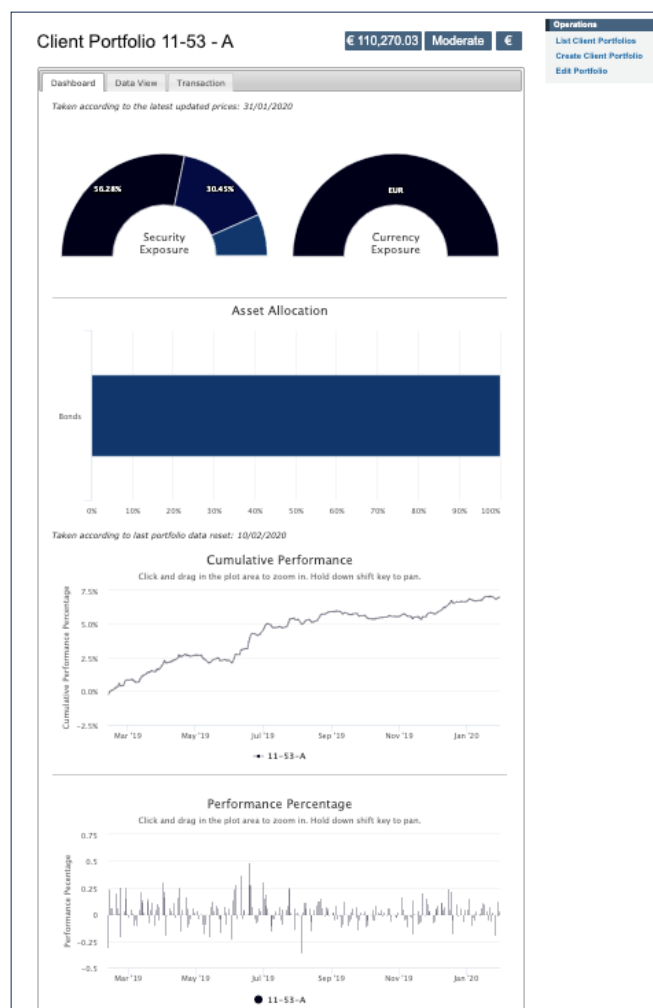 Client Portfolio 11-53 - A
€ 110,270.03
Moderate
€
Operations
List Client Portfolios
Create Client Portfolio
Edit Portfolio
Dashboard
Data View
Transaction
Taken according to the latest updated prices: 31/01/2020
56.28%
30.45%
Security
Exposure
EUR
Currency
Exposure
Asset Allocation
Bonds
0% 10% 20% 30% 40% 50% 60% 70% 80% 90% 100%
Taken according to last portfolio data reset: 10/02/2020
Cumulative Performance
Click and drag in the plot area to zoom in. Hold down shift key to pan.
Cumulative Performance Percentage
7.5%
5.0%
2.5%
0.0%
-2.5%
Mar '19 May '19 Jul '19 Sep '19 Nov '19 Jan '20
11-53-A
Performance Percentage
Click and drag in the plot area to zoom in. Hold down shift key to pan.
Performance Percentage
0.75
0.5
0.25
0
-0.25
-0.5
Mar '19 May '19 Jul '19 Sep '19 Nov '19 Jan '20
11-53-A